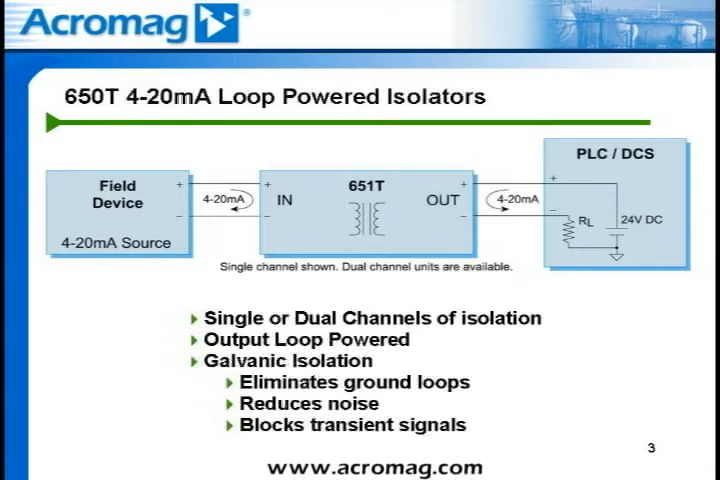 Acromag ®
650T 4-20mA Loop Powered Isolators
Field
Device
4-20mA Source
+
−
4-20mA
+
−
IN
651T
OUT
+
−
4-20mA
PLC / DCS
+
−
RL
24V DC
Single channel shown. Dual channel units are available.
Single or Dual Channels of isolation
Output Loop Powered
Galvanic Isolation
Eliminates ground loops
Reduces noise
Blocks transient signals
3
www.acromag.com